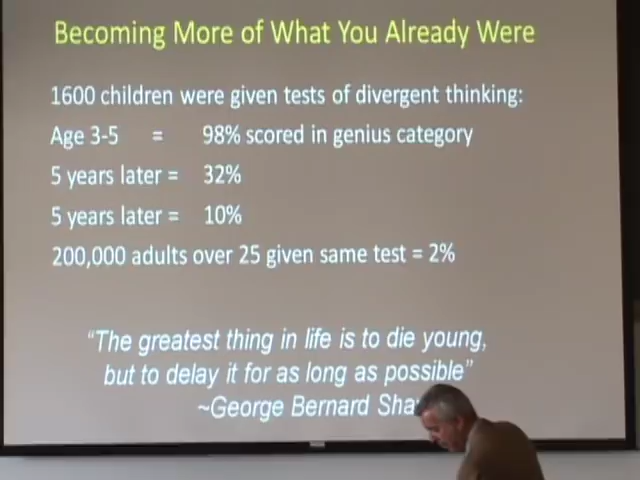 Becoming More of What You Already Were
1600 children were given tests of divergent thinking:
Age 3-5 = 98% scored in genius category
5 years later = 32%
5 years later = 10%
200,000 adults over 25 given same test = 2%
“The greatest thing in life is to die young,
but to delay it for as long as possible”
~George Bernard Sha